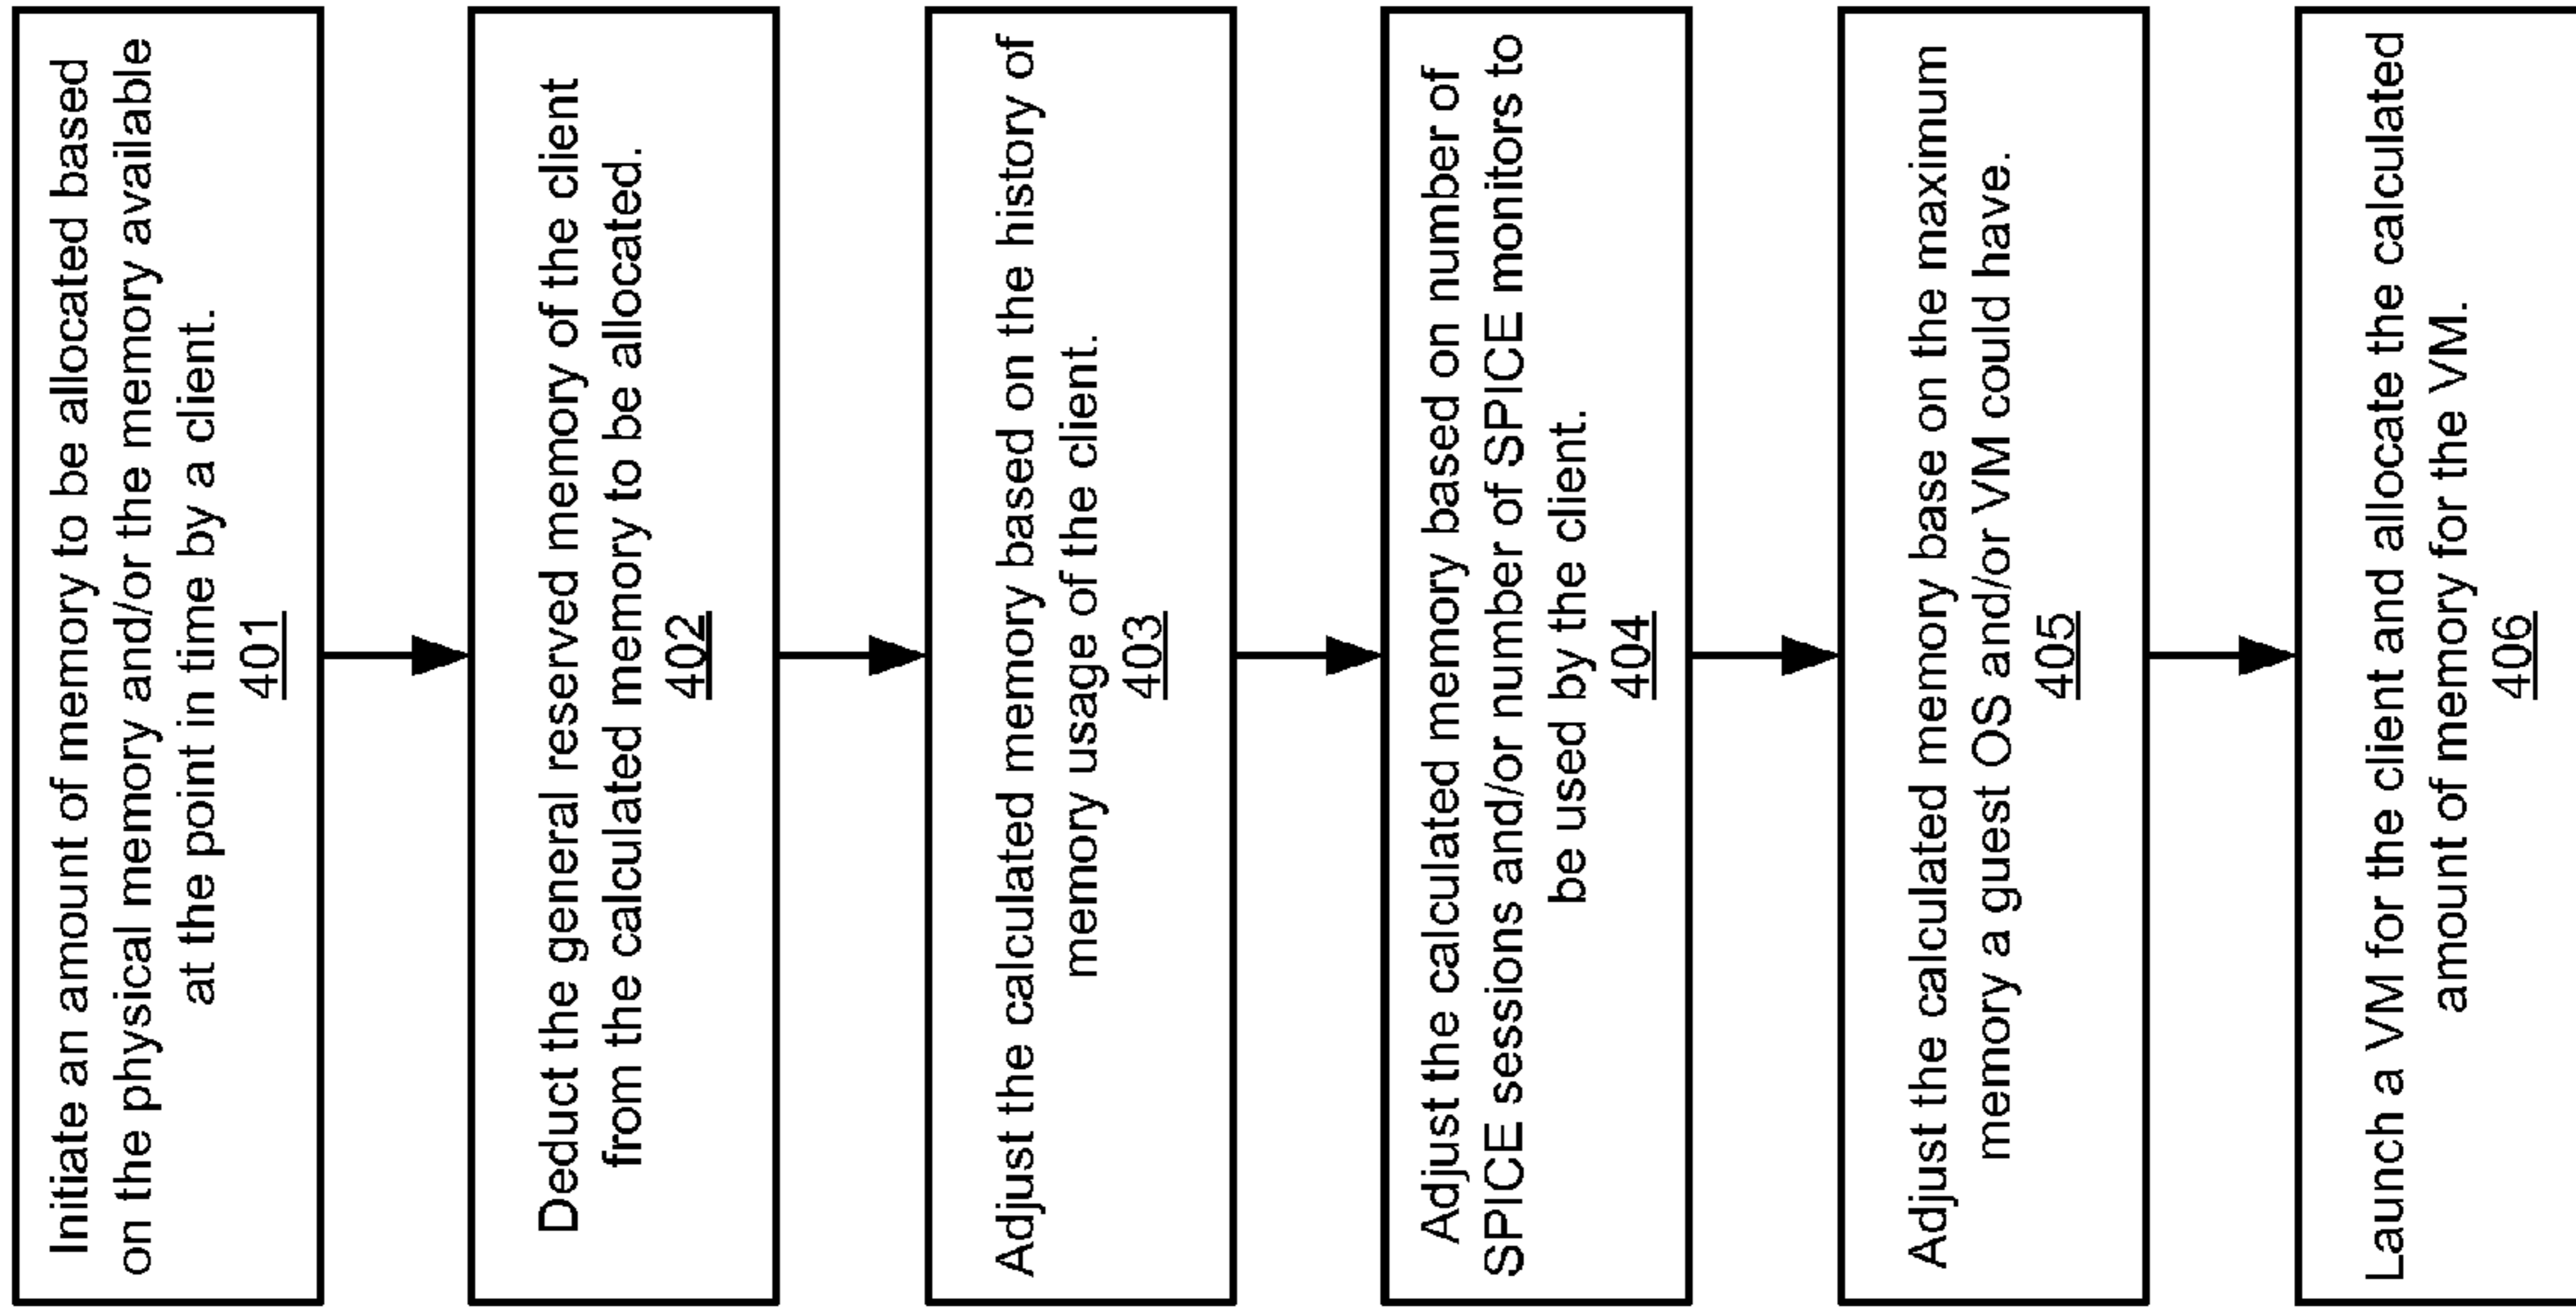 Initiate an amount of memory to be allocated based
on the physical memory and/or the memory available
at the point in time by a client.
401
Deduct the general reserved memory of the client
from the calculated memory to be allocated.
402
Adjust the calculated memory based on the history of
memory usage of the client.
403
Adjust the calculated memory based on number of
SPICE sessions and/or number of SPICE monitors to
be used by the client.
404
Adjust the calculated memory base on the maximum
memory a guest OS and/or VM could have.
405
Launch a VM for the client and allocate the calculated
amount of memory for the VM.
406